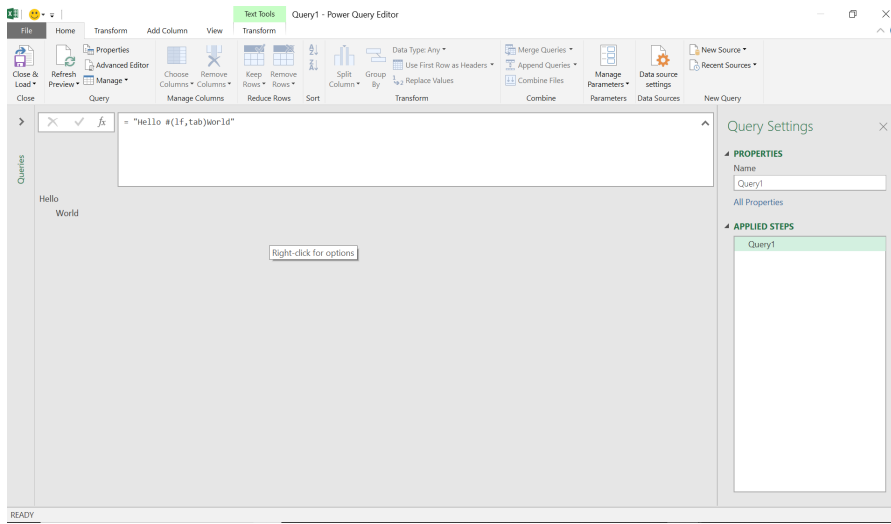 Text Tools Query1 - Power Query Editor
File Home Transform Add Column View Transform
Close & Load
Refresh Preview
Properties
Advanced Editor
Manage
Choose Columns
Remove Columns
Keep Rows
Remove Rows
Split Column
Group By
Data Type: Any
Use First Row as Headers
Replace Values
Merge Queries
Append Queries
Combine Files
Manage Parameters
Data source settings
New Source
Recent Sources
Close Query Manage Columns Reduce Rows Sort Transform Combine Parameters Data Sources New Query
fx = "Hello #(lf,tab)World"
Queries
Hello
World
Right-click for options
Query Settings
PROPERTIES
Name
Query1
All Properties
APPLIED STEPS
Query1
READY